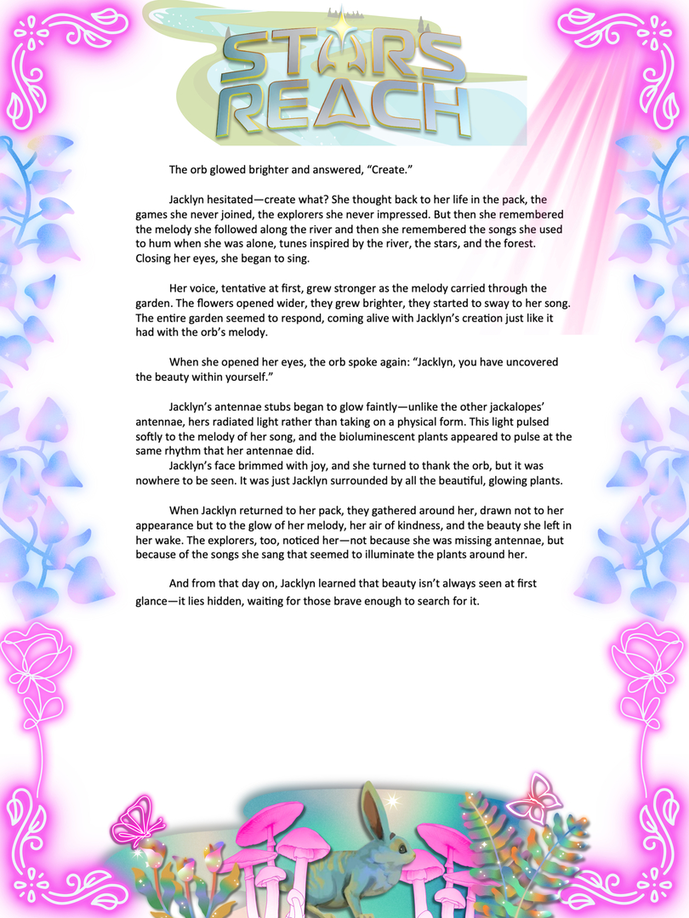 STARS
REACH
The orb glowed brighter and answered, “Create.”
Jacklyn hesitated—create what? She thought back to her life in the pack, the
games she never joined, the explorers she never impressed. But then she remembered
the melody she followed along the river and then she remembered the songs she used
to hum when she was alone, tunes inspired by the river, the stars, and the forest.
Closing her eyes, she began to sing.
Her voice, tentative at first, grew stronger as the melody carried through the
garden. The flowers opened wider, they grew brighter, they started to sway to her song.
The entire garden seemed to respond, coming alive with Jacklyn’s creation just like it
had with the orb’s melody.
When she opened her eyes, the orb spoke again: “Jacklyn, you have uncovered
the beauty within yourself.”
Jacklyn’s antennae stubs began to glow faintly—unlike the other jackalopes’
antennae, hers radiated light rather than taking on a physical form. This light pulsed
softly to the melody of her song, and the bioluminescent plants appeared to pulse at the
same rhythm that her antennae did.
Jacklyn’s face brimmed with joy, and she turned to thank the orb, but it was
nowhere to be seen. It was just Jacklyn surrounded by all the beautiful, glowing plants.
When Jacklyn returned to her pack, they gathered around her, drawn not to her
appearance but to the glow of her melody, her air of kindness, and the beauty she left in
her wake. The explorers, too, noticed her—not because she was missing antennae, but
because of the songs she sang that seemed to illuminate the plants around her.
And from that day on, Jacklyn learned that beauty isn’t always seen at first
glance—it lies hidden, waiting for those brave enough to search for it.